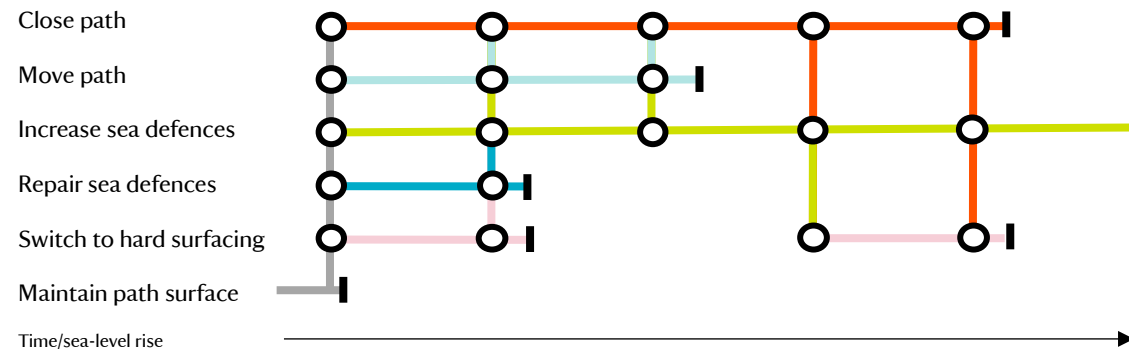 Close path
Move path
Increase sea defences
Repair sea defences
Switch to hard surfacing
Maintain path surface
Time/sea-level rise